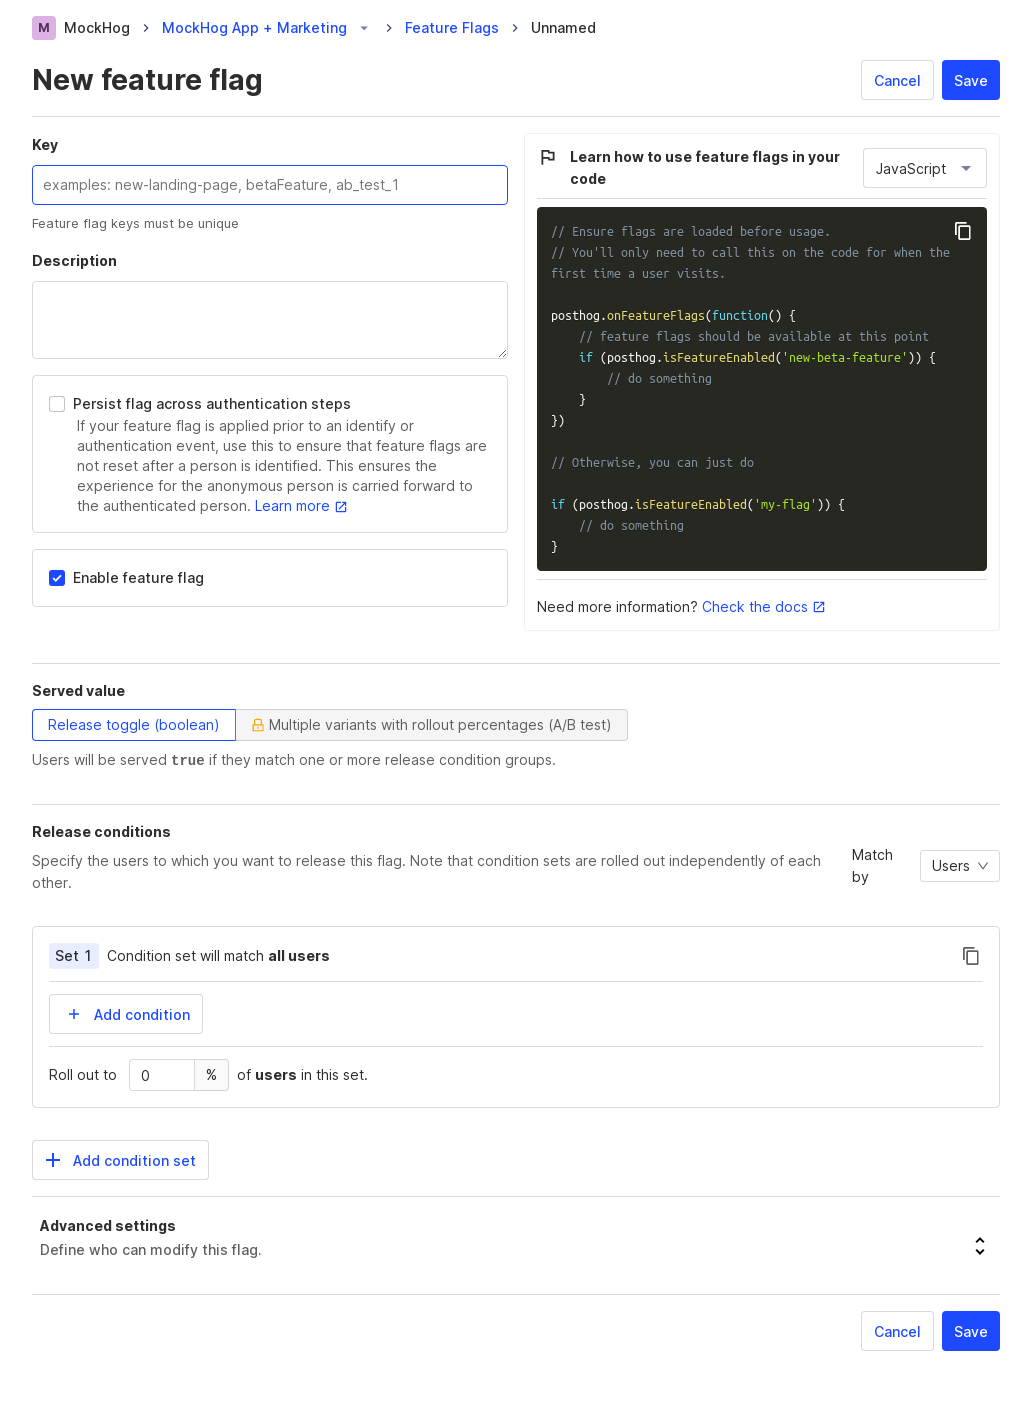 M MockHog > MockHog App + Marketing > Feature Flags > Unnamed
New feature flag
Cancel
Save
Key
examples: new-landing-page, betaFeature, ab_test_1
Feature flag keys must be unique
Description
Persist flag across authentication steps
If your feature flag is applied prior to an identify or
authentication event, use this to ensure that feature flags are
not reset after a person is identified. This ensures the
experience for the anonymous person is carried forward to
the authenticated person. Learn more
Enable feature flag
Learn how to use feature flags in your
code
JavaScript
// Ensure flags are loaded before usage.
// You'll only need to call this on the code for when the
first time a user visits.
posthog.onFeatureFlags(function() {
    // feature flags should be available at this point
    if (posthog.isFeatureEnabled('new-beta-feature')) {
        // do something
    }
})
// Otherwise, you can just do
if (posthog.isFeatureEnabled('my-flag')) {
    // do something
}
Need more information? Check the docs
Served value
Release toggle (boolean)
Multiple variants with rollout percentages (A/B test)
Users will be served true if they match one or more release condition groups.
Release conditions
Specify the users to which you want to release this flag. Note that condition sets are rolled out independently of each
other.
Match
by
Users
Set 1 Condition set will match all users
+ Add condition
Roll out to 0 % of users in this set.
+ Add condition set
Advanced settings
Define who can modify this flag.
Cancel
Save